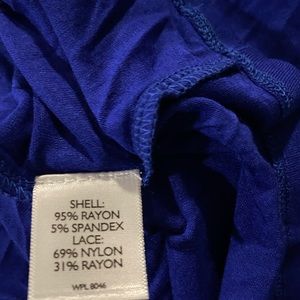 SHELL:
95% RAYON
5% SPANDEX
LACE:
69% NYLON
31% RAYON
WPL 8046